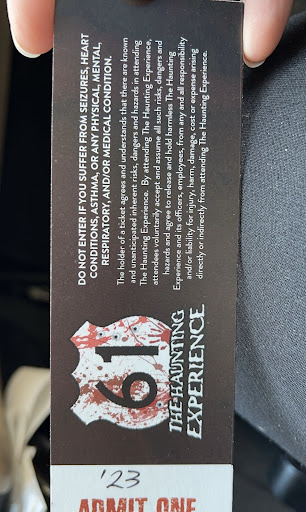 DO NOT ENTER IF YOU SUFFER FROM SEIZURES, HEART
CONDITIONS, ASTHMA, OR ANY PHYSICAL, MENTAL,
RESPIRATORY, AND/OR MEDICAL CONDITION.
The holder of a ticket agrees and understands that there are known
and unanticipated inherent risks, dangers and hazards in attending
The Haunting Experience. By attending The Haunting Experience,
attendees voluntarily accept and assume all such risks, dangers and
hazards and agree to release and hold harmless The Haunting
Experience and its officers, employees, from any and all responsibility
and/or liability for injury, harm, damage, cost or expense arising
directly or indirectly from attending The Haunting Experience.
61
THE HAUNTING
EXPERIENCE
'23
ADMIT ONE